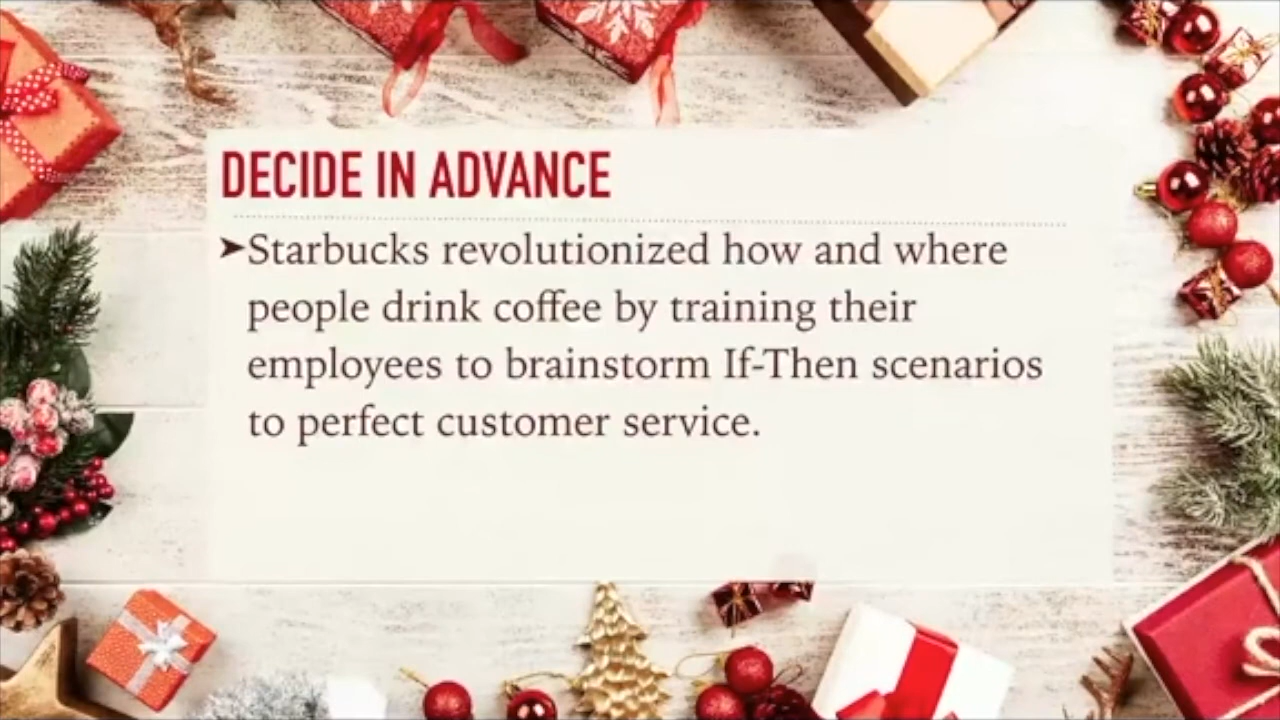 DECIDE IN ADVANCE
➤Starbucks revolutionized how and where
people drink coffee by training their
employees to brainstorm If-Then scenarios
to perfect customer service.